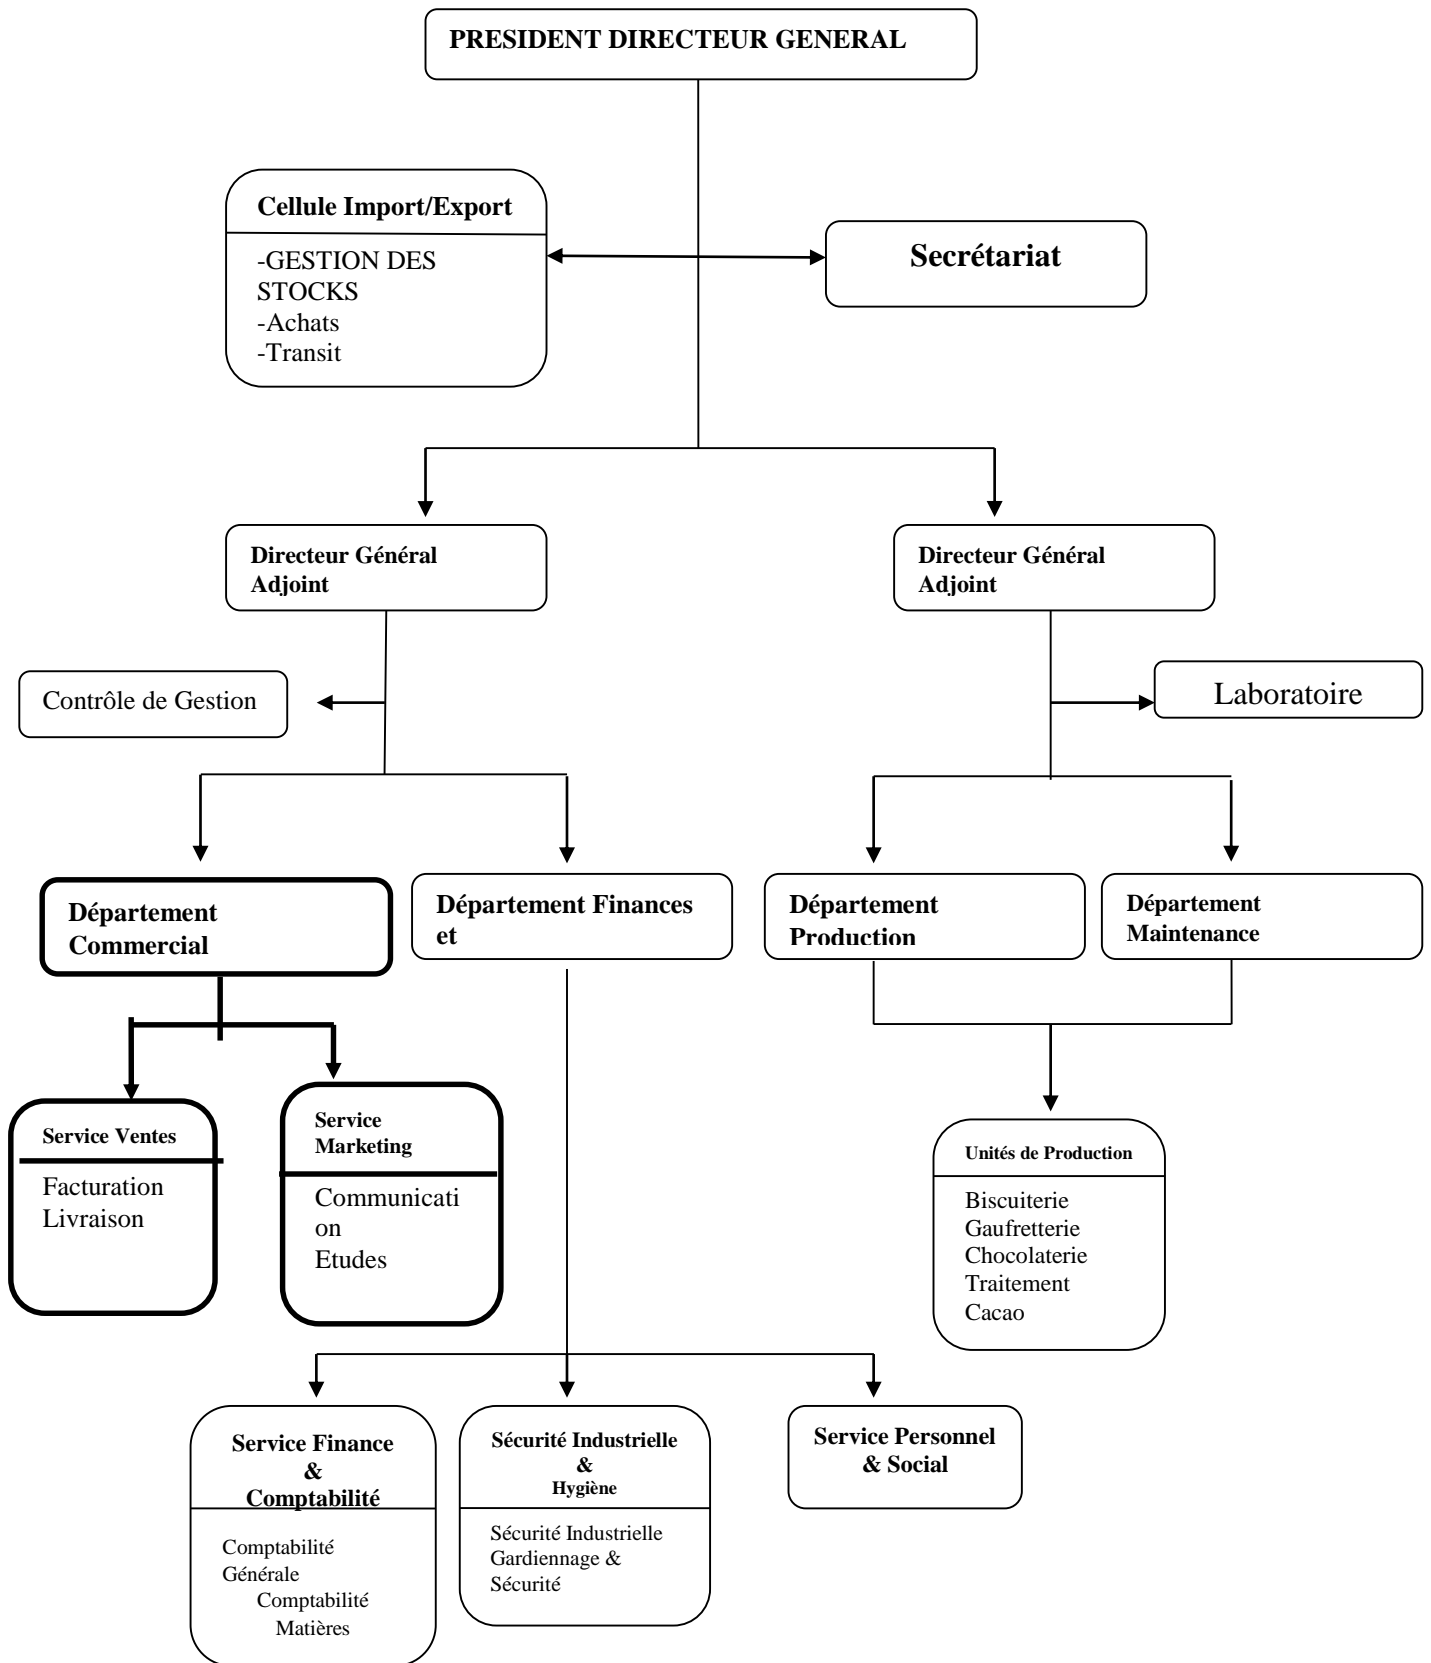 PRESIDENT DIRECTEUR GENERAL
Cellule Import/Export
-GESTION DES
STOCKS
-Achats
-Transit
Secrétariat
Directeur Général
Adjoint
Directeur Général
Adjoint
Contrôle de Gestion
Laboratoire
Département
Commercial
Département Finances
et
Département
Production
Département
Maintenance
Service Ventes
Facturation
Livraison
Service
Marketing
Communicati
on
Etudes
Unités de Production
Biscuiterie
Gaufretterie
Chocolaterie
Traitement
Cacao
Service Finance
&
Comptabilité
Comptabilité
Générale
Comptabilité
Matières
Sécurité Industrielle
&
Hygiène
Sécurité Industrielle
Gardiennage &
Sécurité
Service Personnel
& Social